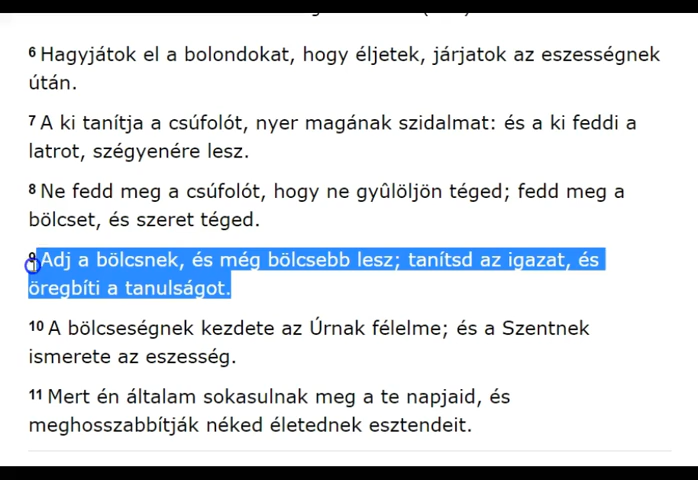 6 Hagyjátok el a bolondokat, hogy éljetek, járjatok az eszességnek
útán.
7 A ki tanítja a csúfolót, nyer magának szidalmat: és a ki feddi a
latrot, szégyenére lesz.
8 Ne fedd meg a csúfolót, hogy ne gyûlöljön téged; fedd meg a
bölcset, és szeret téged.
9 Adj a bölcsnek, és még bölcsebb lesz; tanítsd az igazat, és
öregbíti a tanulságot.
10 A bölcseségnek kezdete az Úrnak félelme; és a Szentnek
ismerete az eszesség.
11 Mert én általam sokasulnak meg a te napjaid, és
meghosszabbítják néked életednek esztendeit.